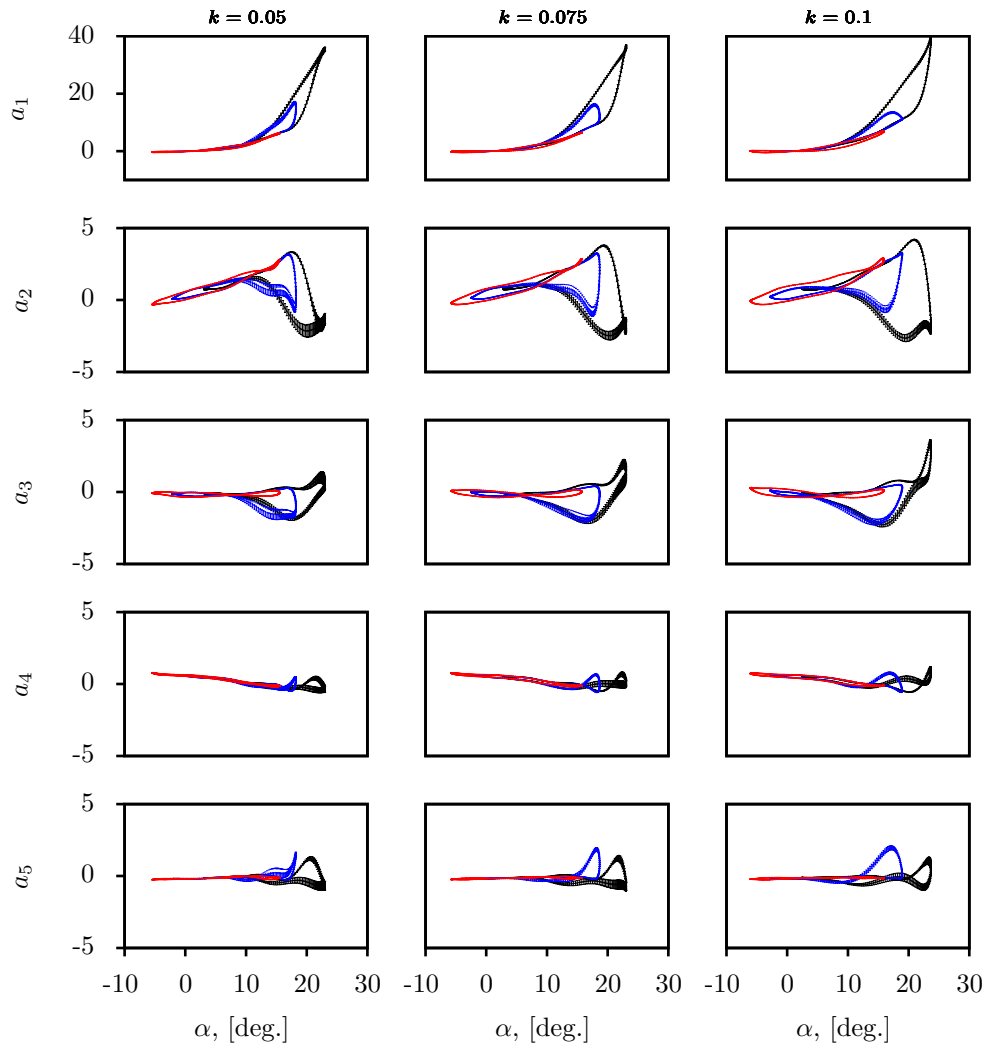 k = 0.05 k = 0.075 k = 0.1
40
20
0
a₁
5
0
-5
a₂
5
0
-5
a₃
5
0
-5
a₄
5
0
-5
a₅
-10 0 10 20 30 -10 0 10 20 30 -10 0 10 20 30
α, [deg.] α, [deg.] α, [deg.]